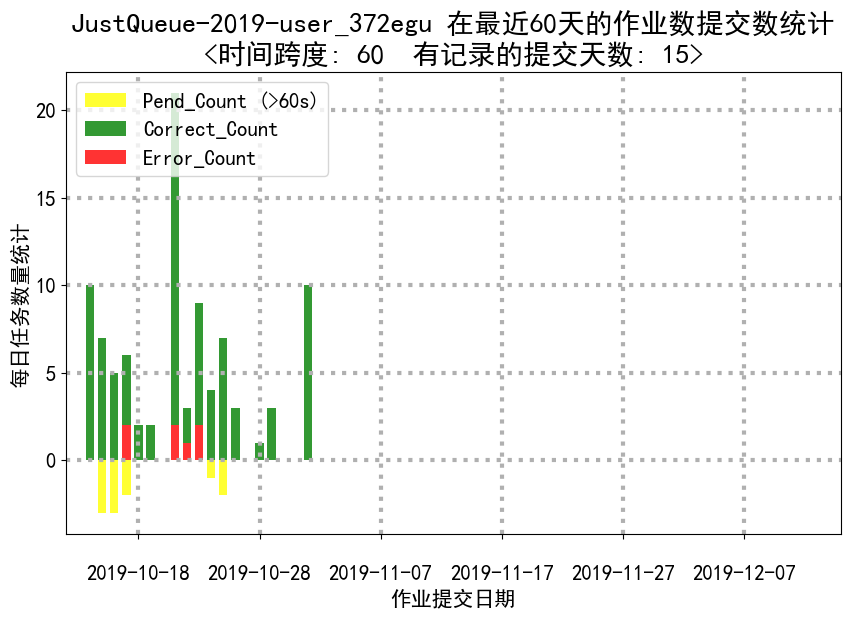 JustQueue-2019-user_372egu 在最近60天的作业数提交数统计
<时间跨度: 60  有记录的提交天数: 15>
Pend_Count (>60s)
Correct_Count
Error_Count
20
15
10
5
0
每日任务数量统计
2019-10-18 2019-10-28 2019-11-07 2019-11-17 2019-11-27 2019-12-07
作业提交日期